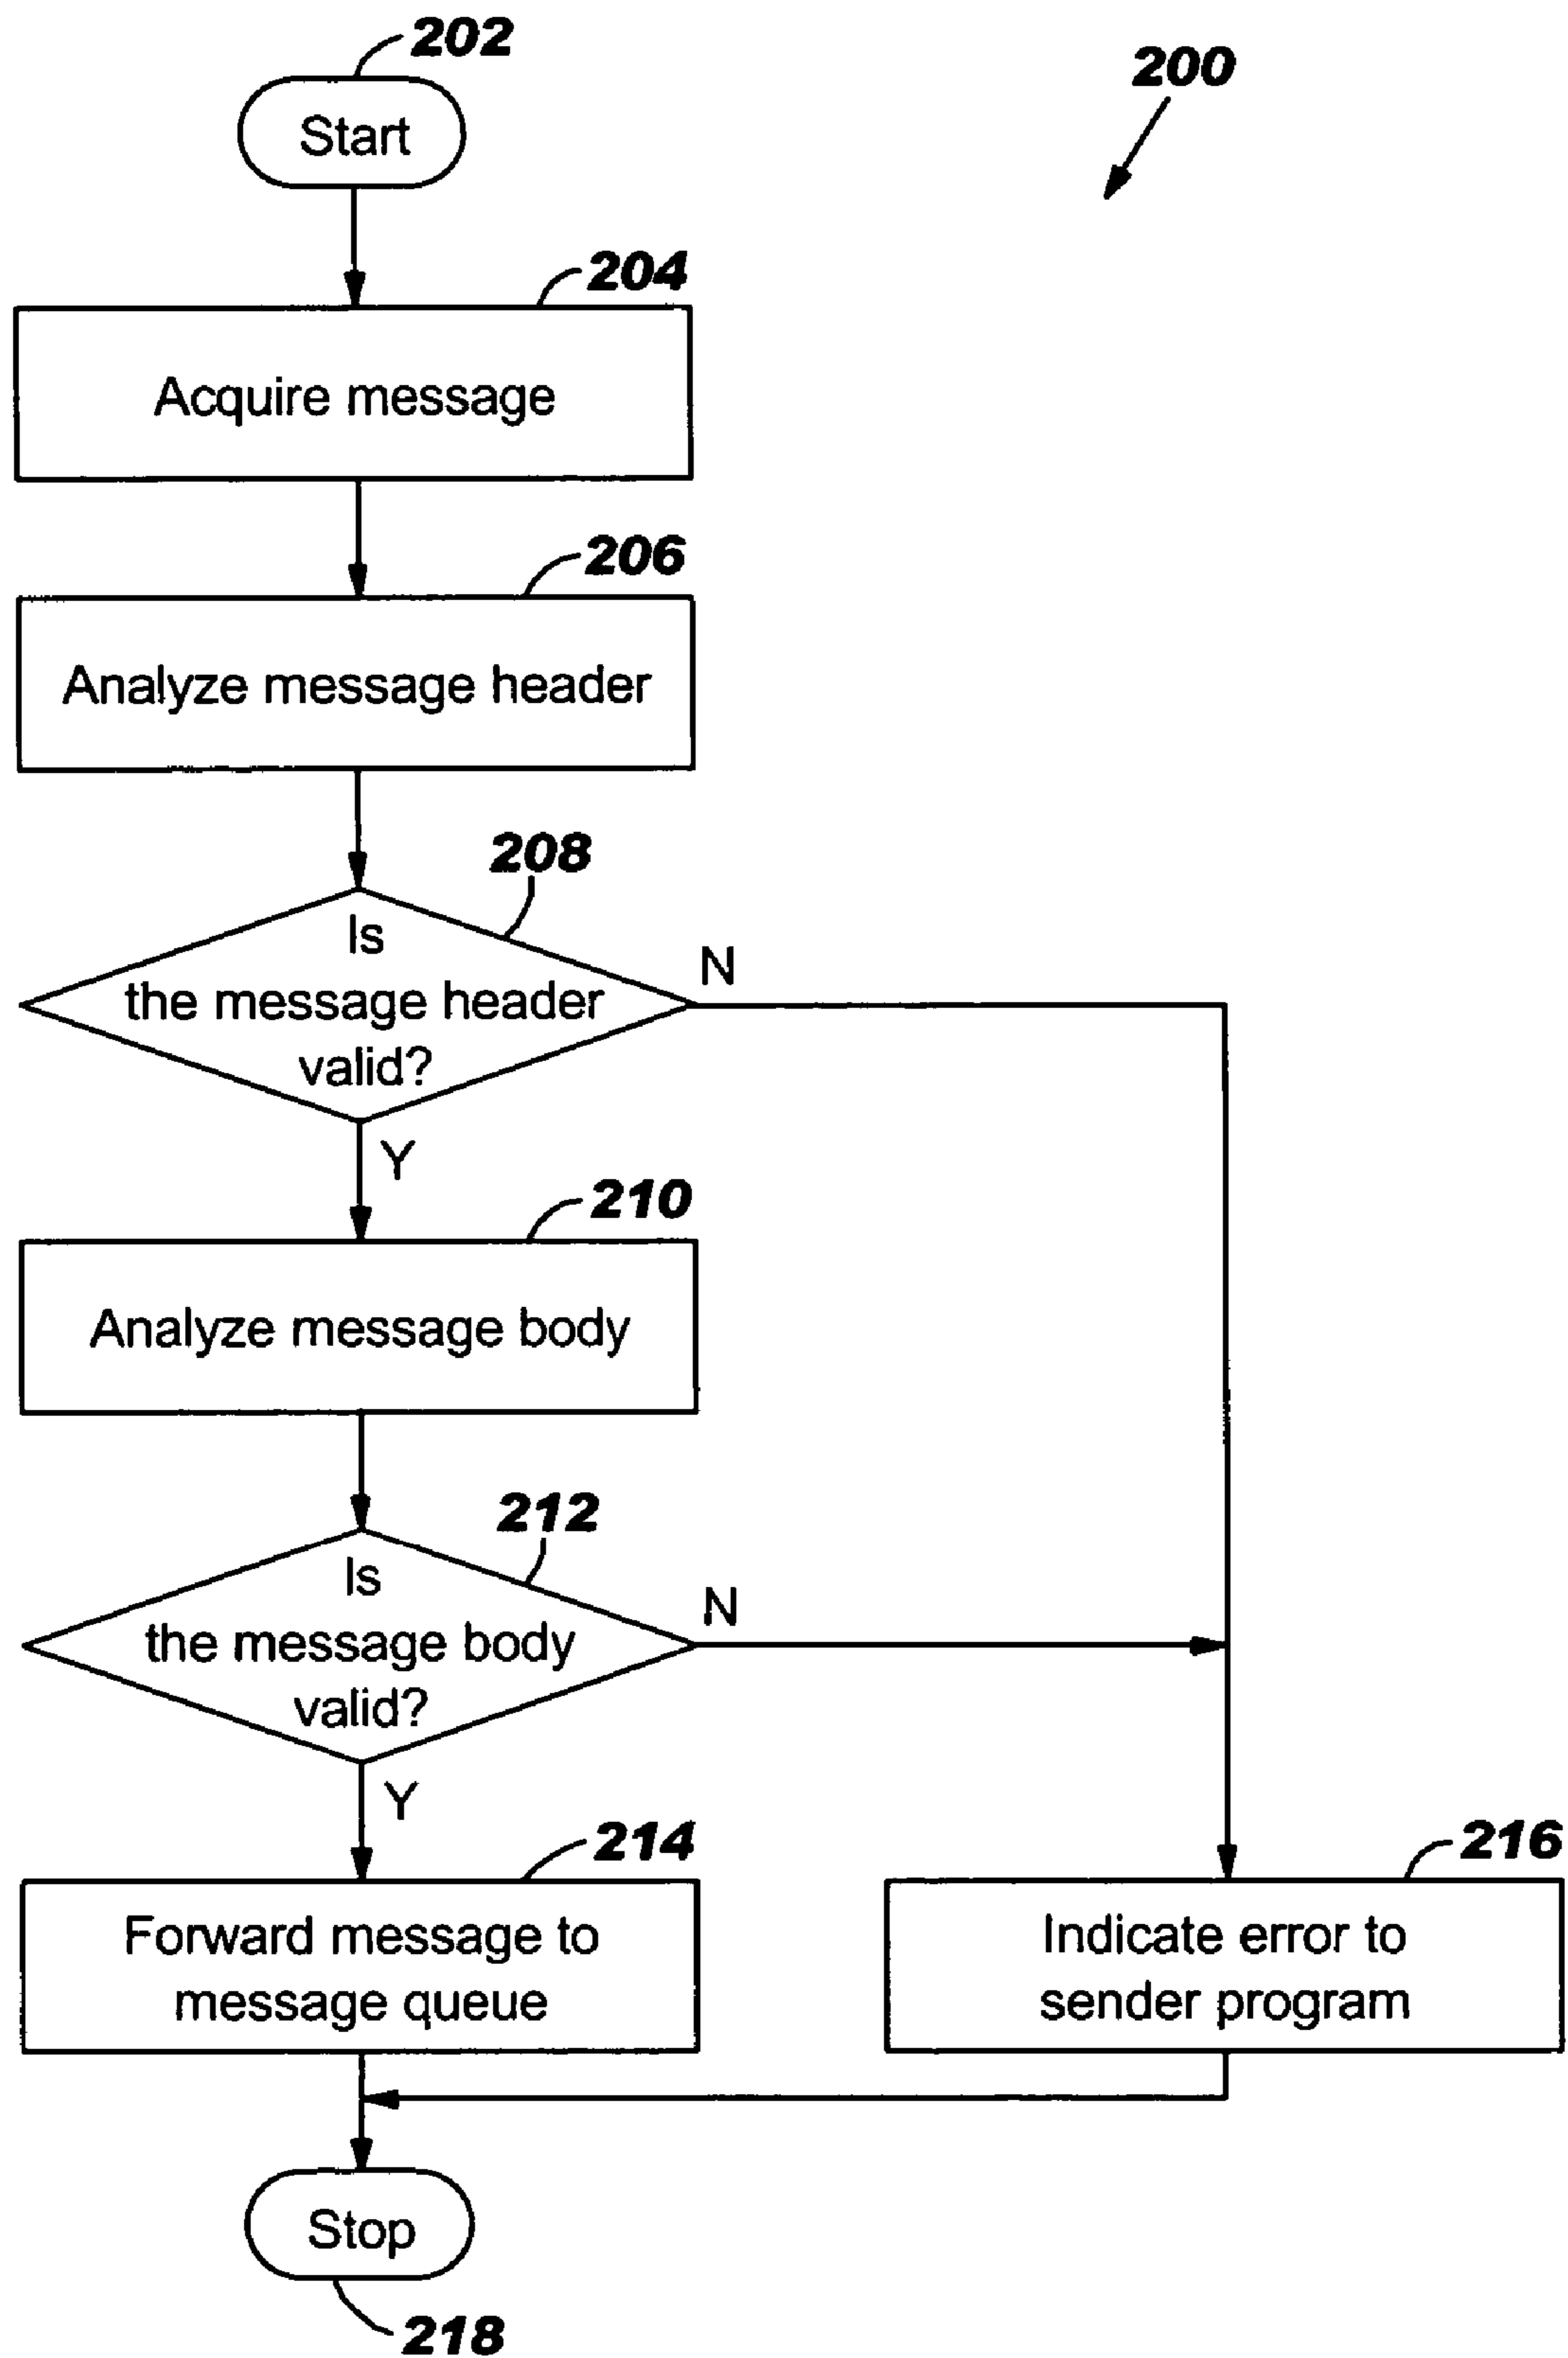 202
200
Start
204
Acquire message
206
Analyze message header
208
Is
the message header
valid?
N
Y
210
Analyze message body
212
Is
the message body
valid?
N
Y
214
Forward message to
message queue
216
Indicate error to
sender program
Stop
218